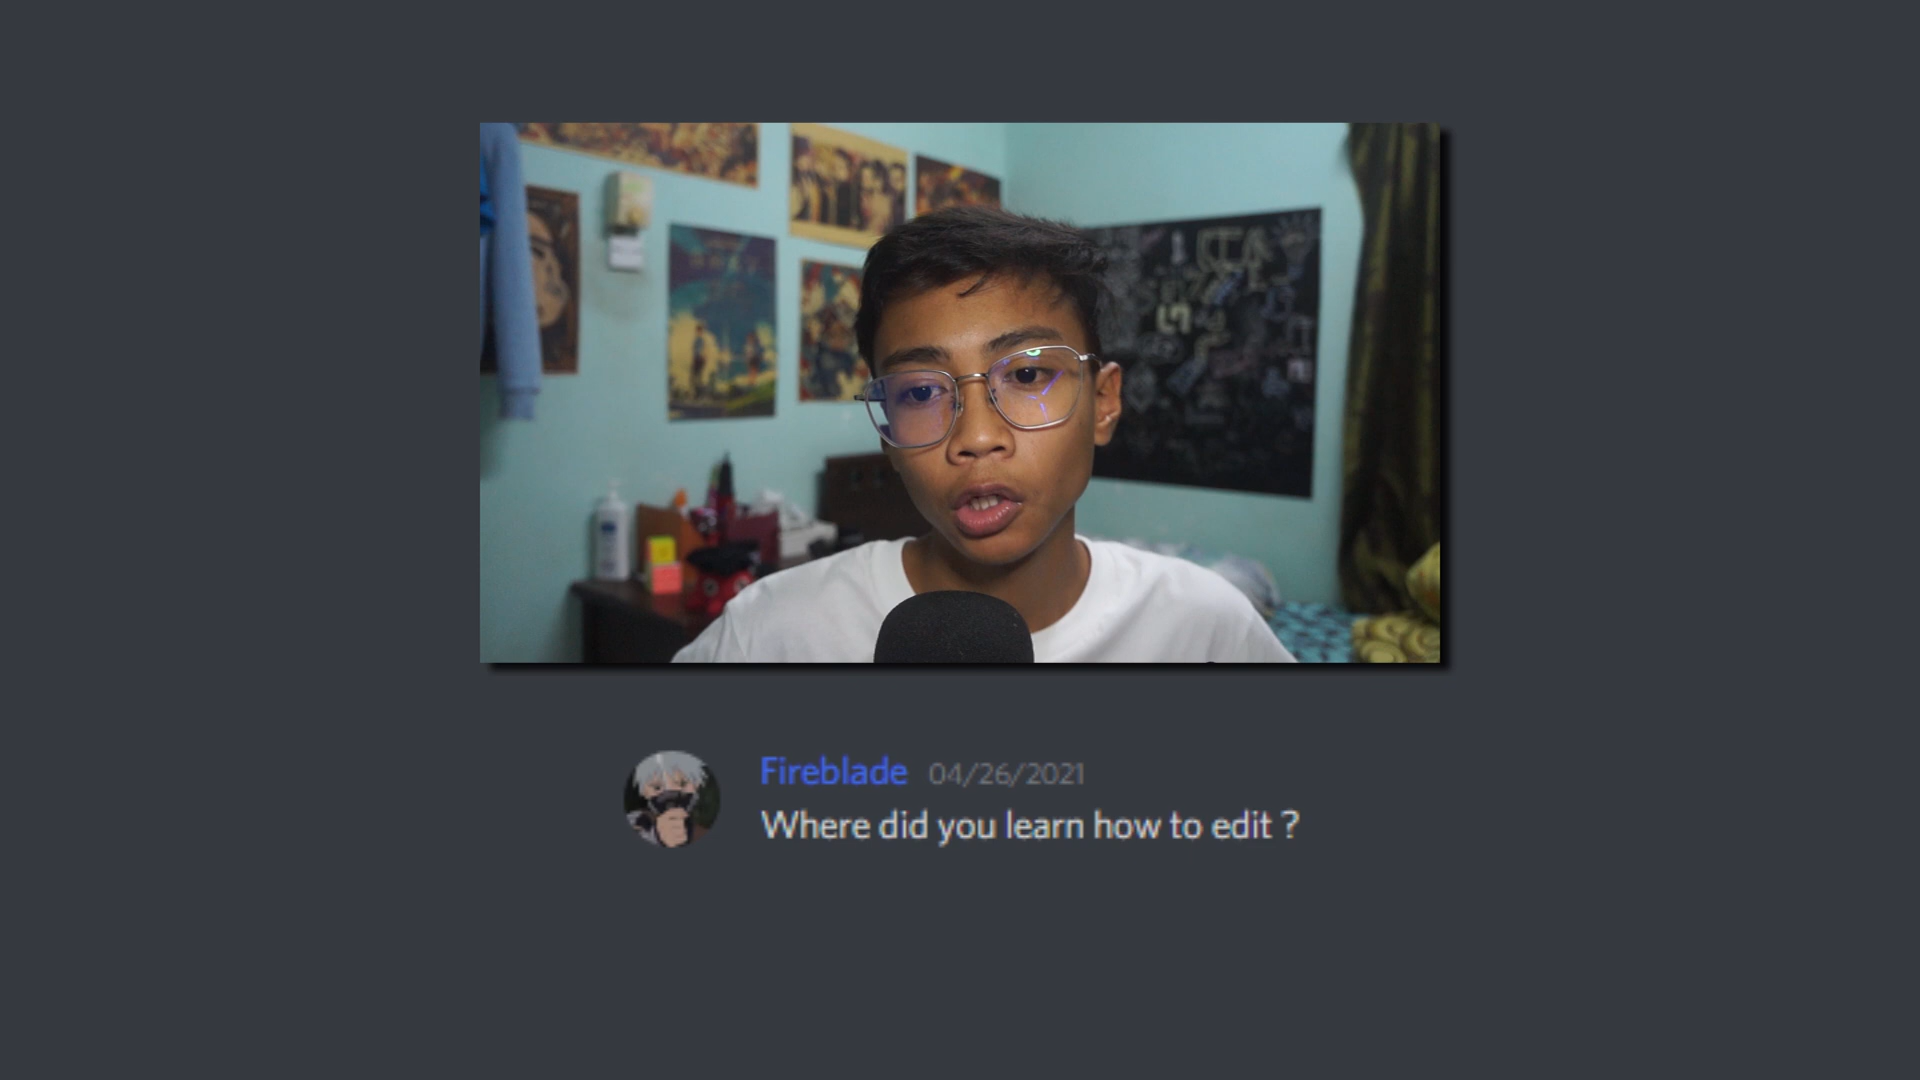 Fireblade 04/26/2021
Where did you learn how to edit ?